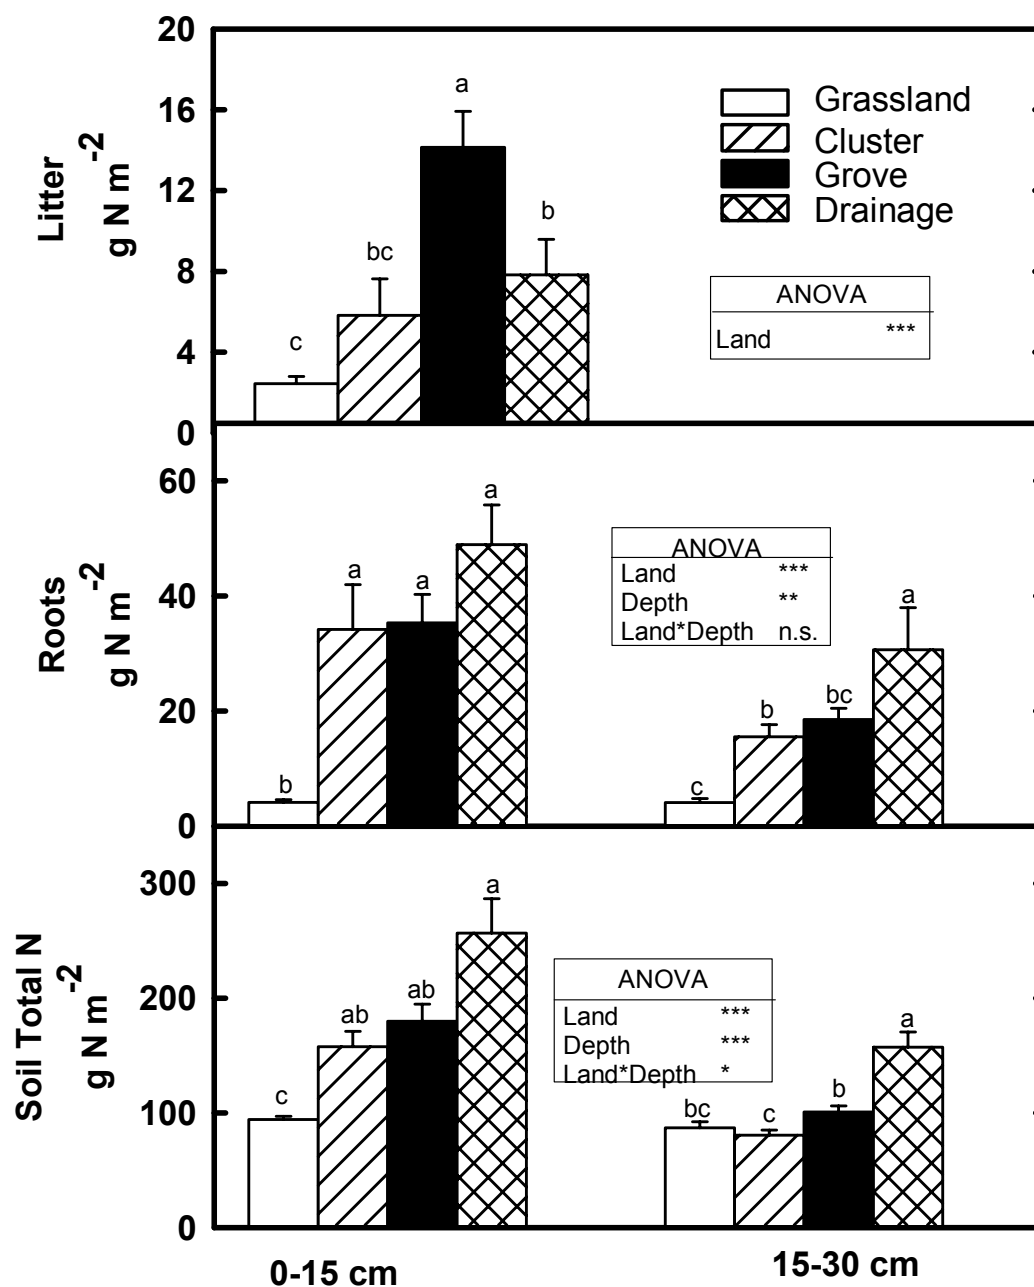 20
16
12
8
4
0
Litter
g N m -2
c
bc
a
b
Grassland
Cluster
Grove
Drainage
ANOVA
Land ***
60
40
20
0
Roots
g N m -2
b
a
a
a
c
b
bc
a
ANOVA
Land ***
Depth **
Land*Depth n.s.
300
200
100
0
Soil Total N
g N m -2
c
ab
ab
a
bc
c
b
a
ANOVA
Land ***
Depth ***
Land*Depth *
0-15 cm
15-30 cm